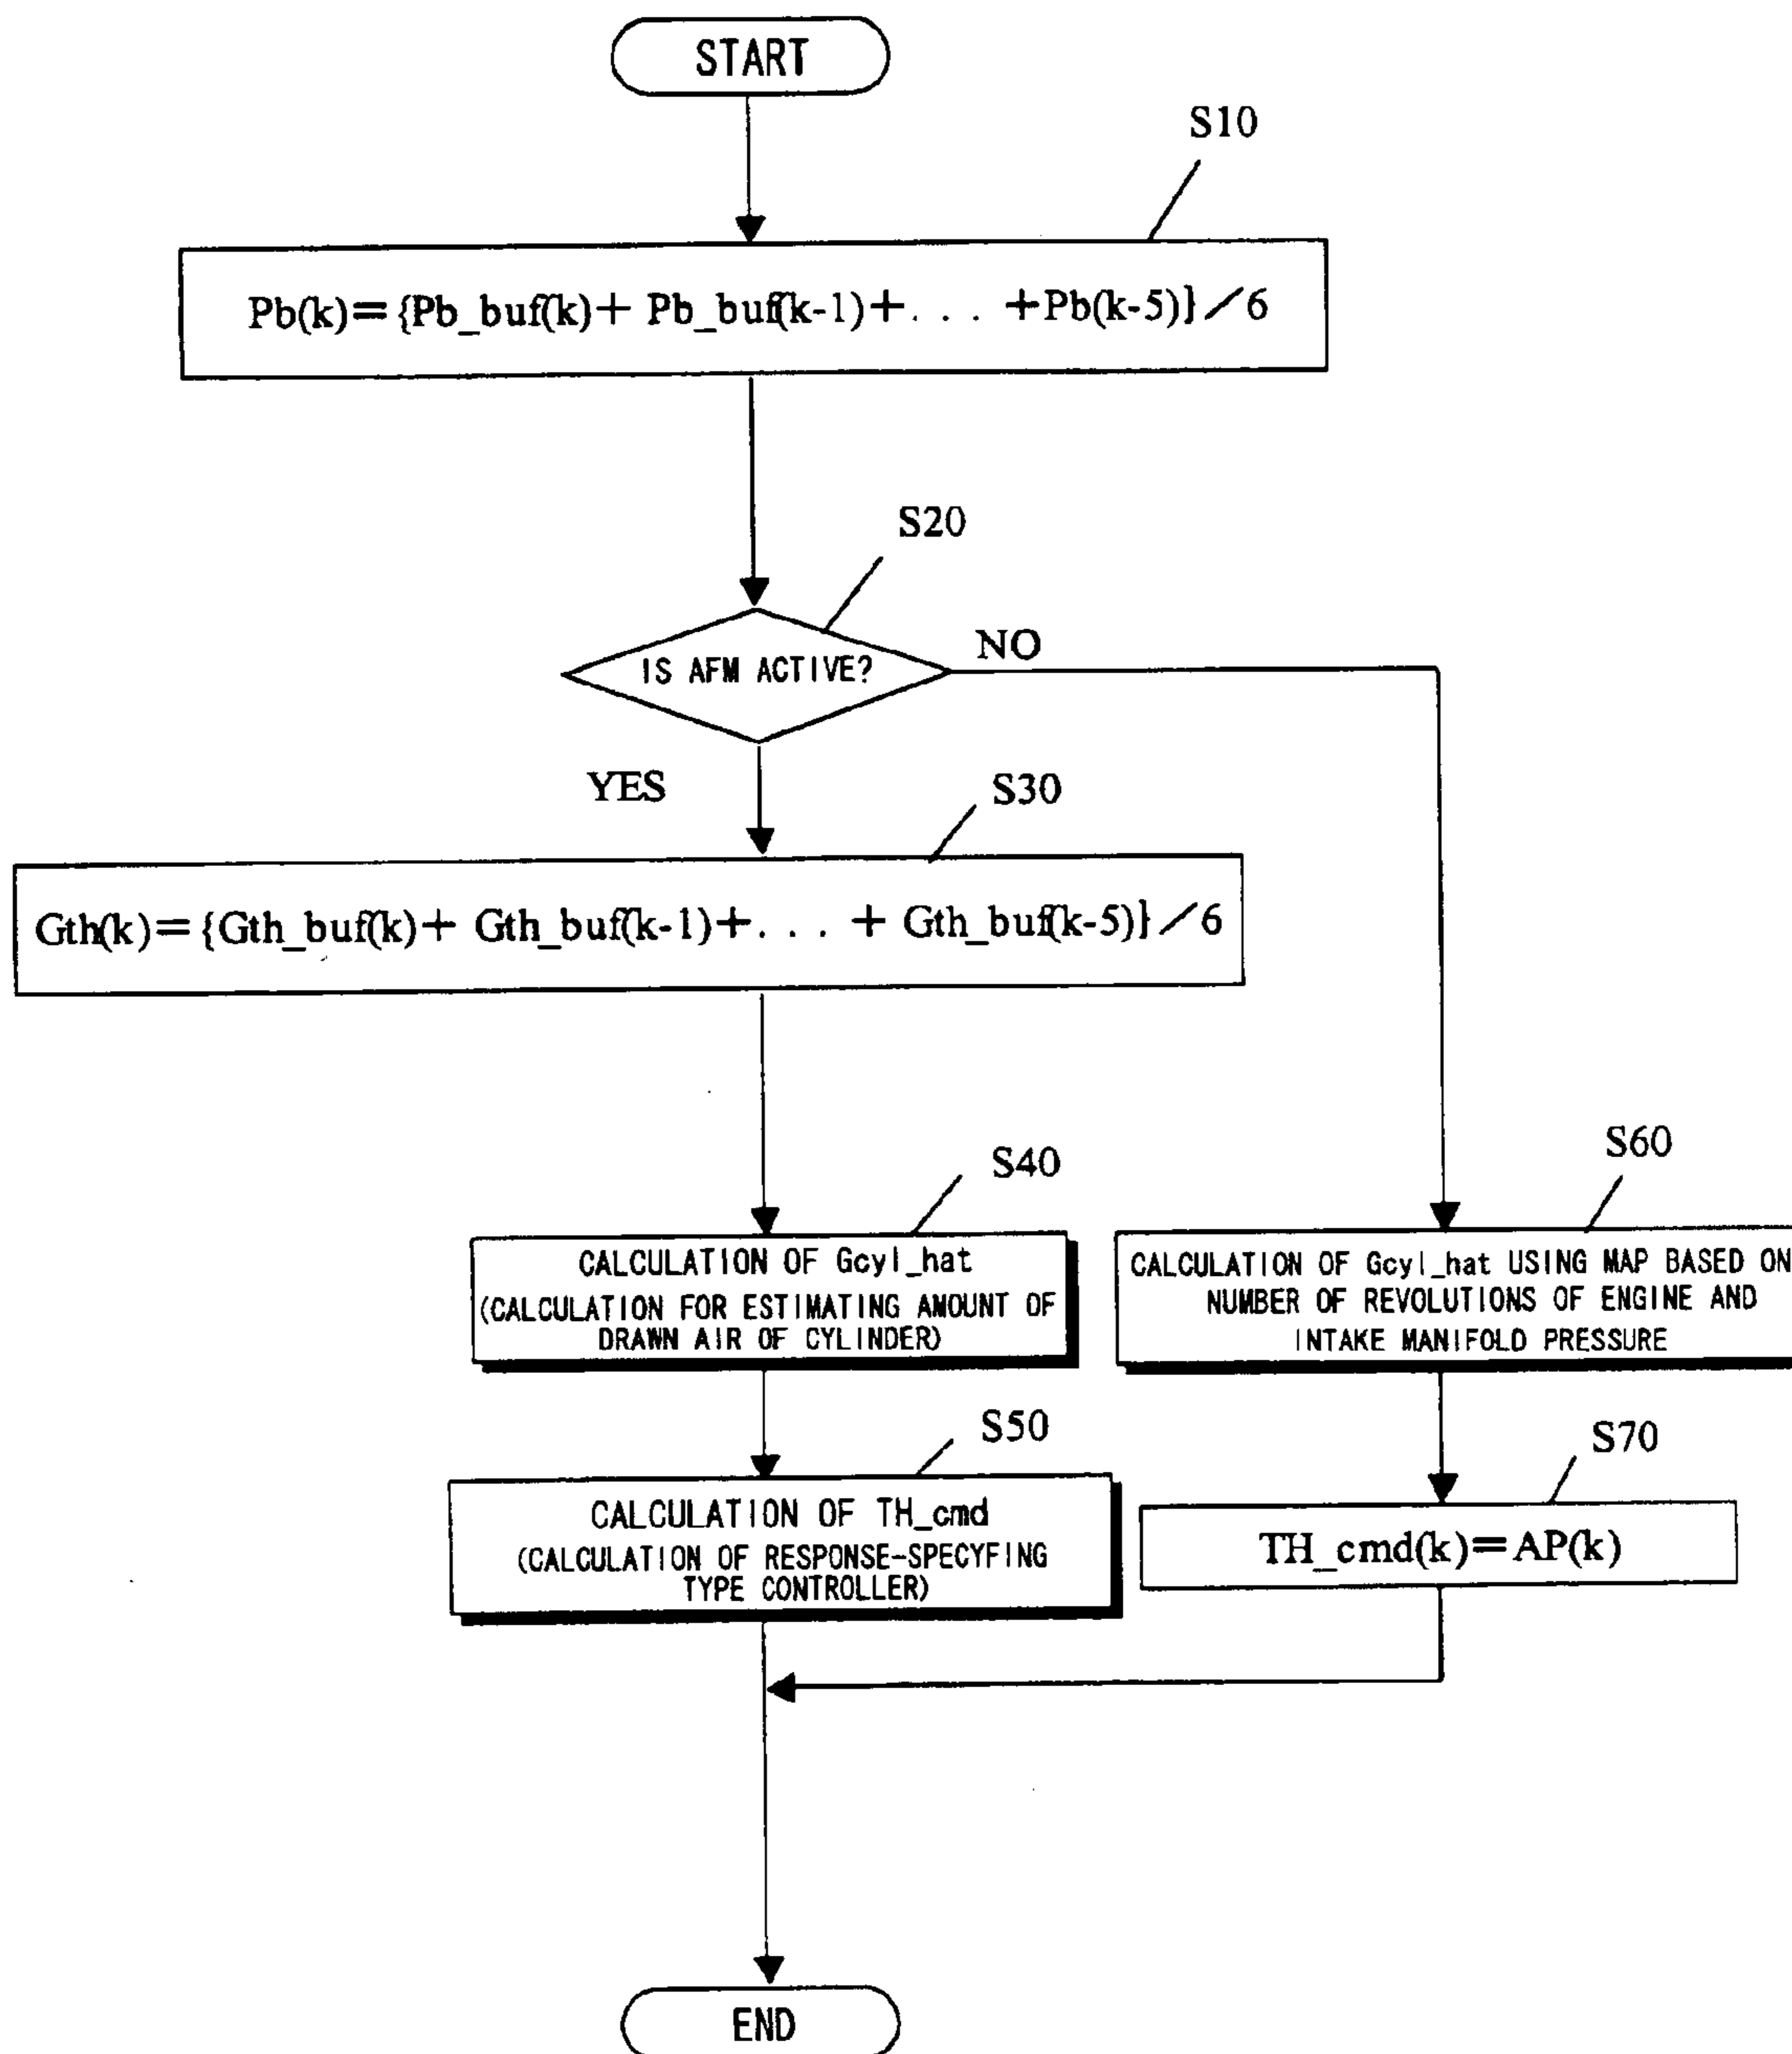 START
S10
Pb(k)={Pb_buf(k)+ Pb_buf(k-1)+. . . +Pb(k-5)}/6
S20
IS AFM ACTIVE?
NO
YES
S30
Gth(k)={Gth_buf(k)+ Gth_buf(k-1)+. . . + Gth_buf(k-5)}/6
S40
CALCULATION OF Gcyl_hat
(CALCULATION FOR ESTIMATING AMOUNT OF
DRAWN AIR OF CYLINDER)
S60
CALCULATION OF Gcyl_hat USING MAP BASED ON
NUMBER OF REVOLUTIONS OF ENGINE AND
INTAKE MANIFOLD PRESSURE
S50
CALCULATION OF TH_cmd
(CALCULATION OF RESPONSE-SPECYFING
TYPE CONTROLLER)
S70
TH_cmd(k)=AP(k)
END